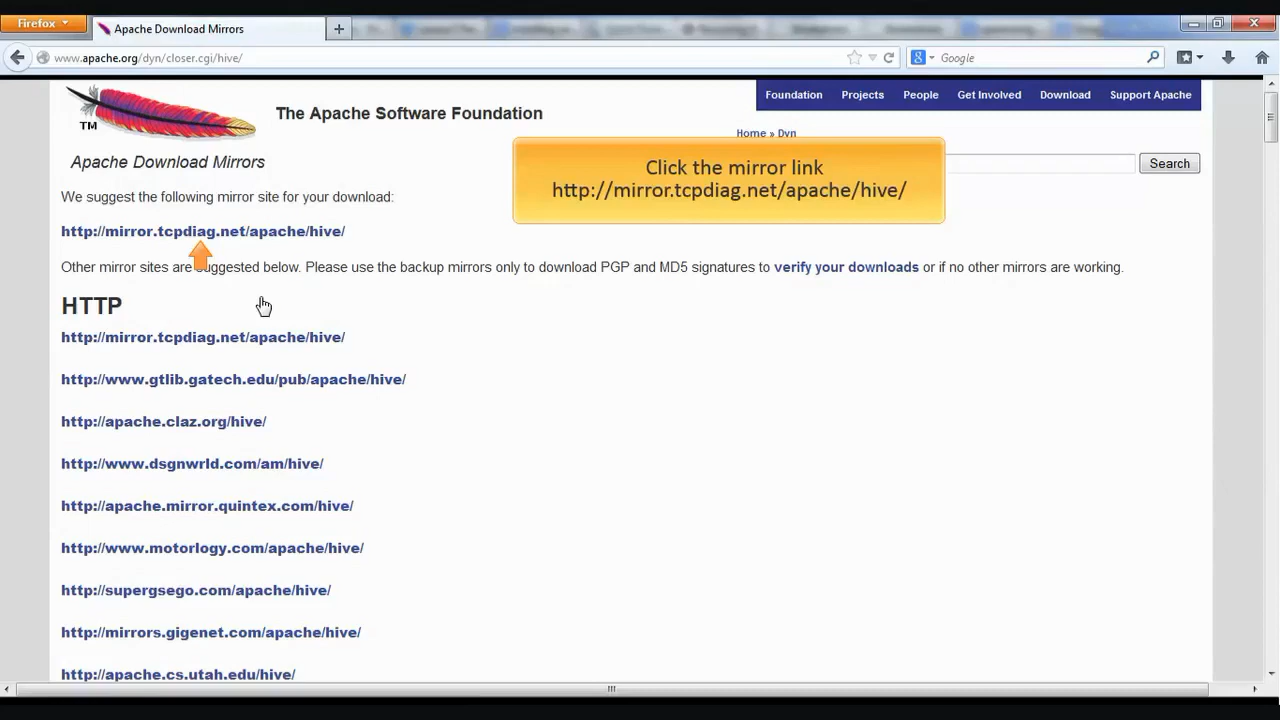 Firefox
Apache Download Mirrors
www.apache.org/dyn/closer.cgi/hive/
Google
TM
The Apache Software Foundation
Foundation Projects People Get Involved Download Support Apache
Home » Dyn
Apache Download Mirrors
Click the mirror link
http://mirror.tcpdiag.net/apache/hive/
Search
We suggest the following mirror site for your download:
http://mirror.tcpdiag.net/apache/hive/
Other mirror sites are suggested below. Please use the backup mirrors only to download PGP and MD5 signatures to verify your downloads or if no other mirrors are working.
HTTP
http://mirror.tcpdiag.net/apache/hive/
http://www.gtlib.gatech.edu/pub/apache/hive/
http://apache.claz.org/hive/
http://www.dsgnwrld.com/am/hive/
http://apache.mirror.quintex.com/hive/
http://www.motorlogy.com/apache/hive/
http://supergsego.com/apache/hive/
http://mirrors.gigenet.com/apache/hive/
http://apache.cs.utah.edu/hive/